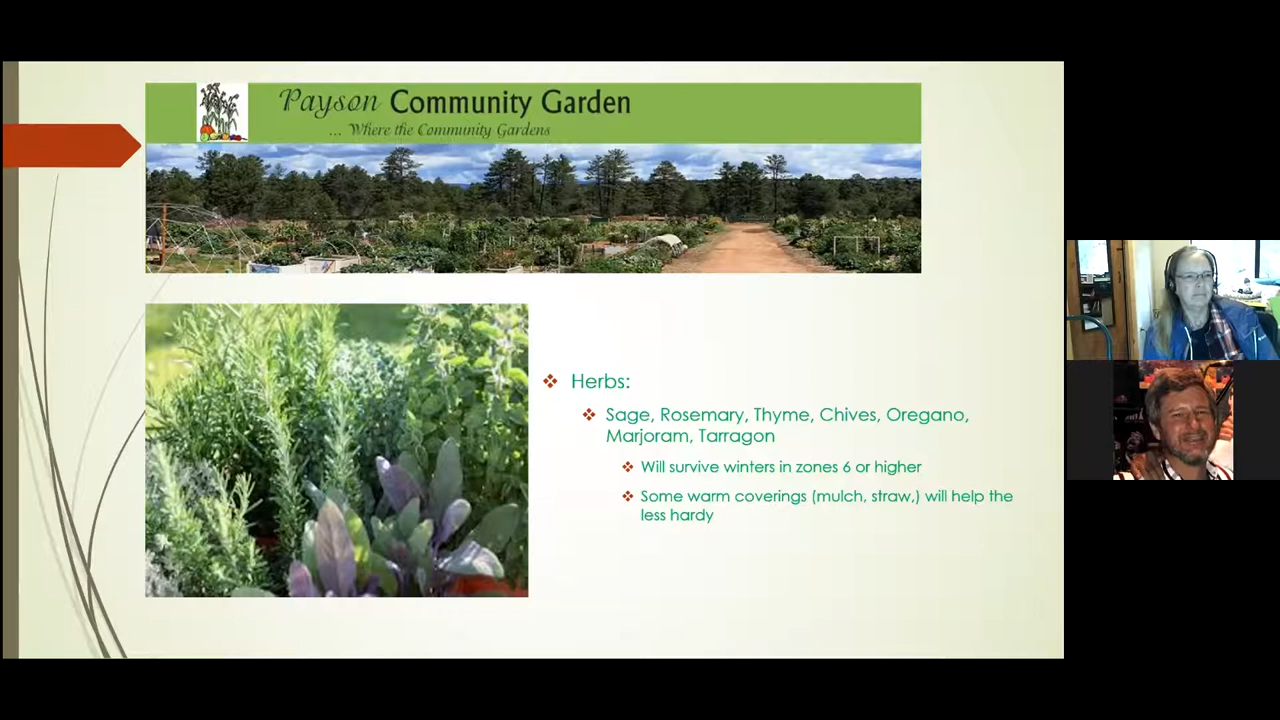 Payson Community Garden
... Where the Community Gardens
Herbs:
Sage, Rosemary, Thyme, Chives, Oregano,
Marjoram, Tarragon
Will survive winters in zones 6 or higher
Some warm coverings (mulch, straw,) will help the
less hardy